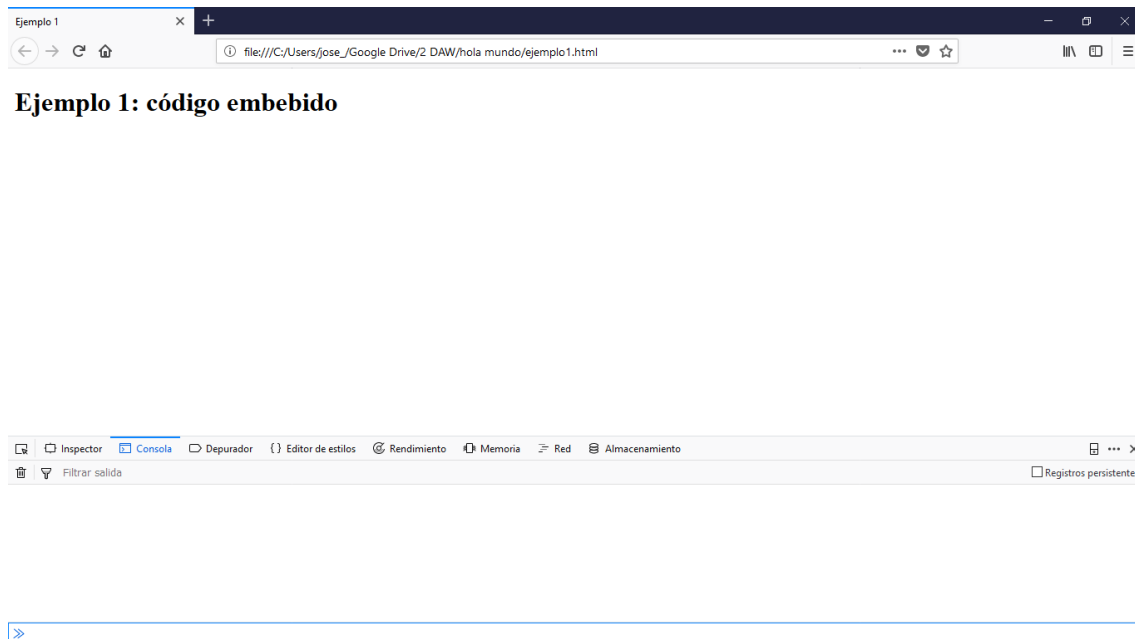 Ejemplo 1
file:///C:/Users/jose_/Google Drive/2 DAW/hola mundo/ejemplo1.html
Ejemplo 1: código embebido
Inspector Consola Depurador {} Editor de estilos Rendimiento Memoria Red Almacenamiento
Filtrar salida Registros persistente